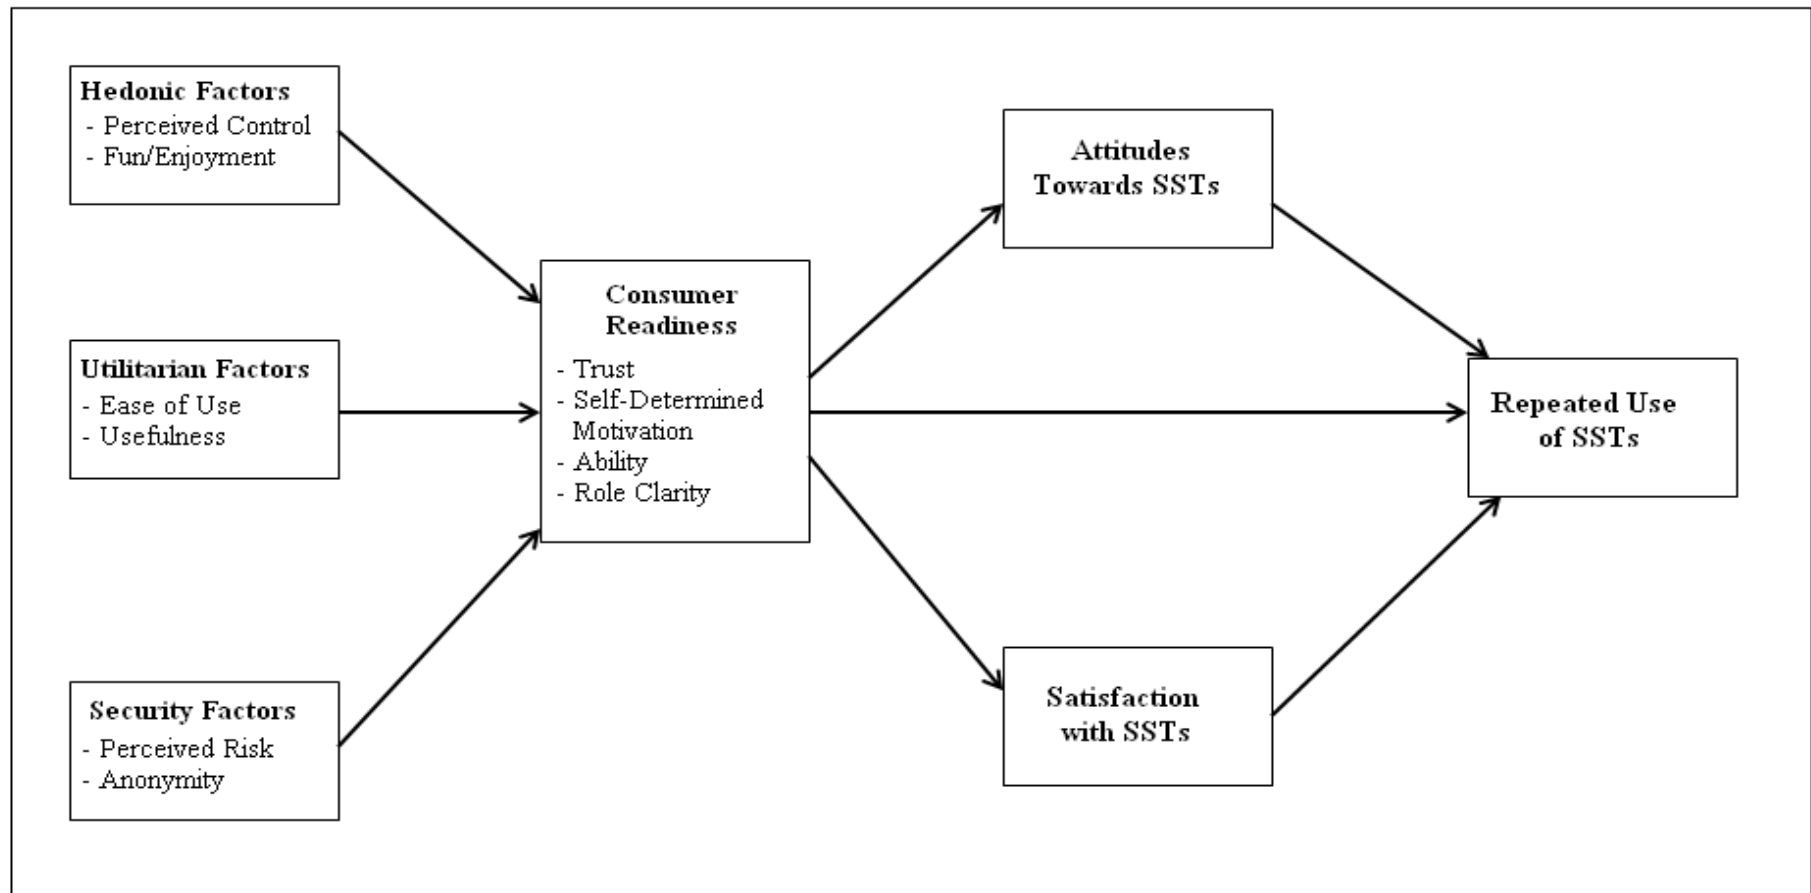 Hedonic Factors
- Perceived Control
- Fun/Enjoyment
Utilitarian Factors
- Ease of Use
- Usefulness
Security Factors
- Perceived Risk
- Anonymity
Consumer
Readiness
- Trust
- Self-Determined
Motivation
- Ability
- Role Clarity
Attitudes
Towards SSTs
Satisfaction
with SSTs
Repeated Use
of SSTs